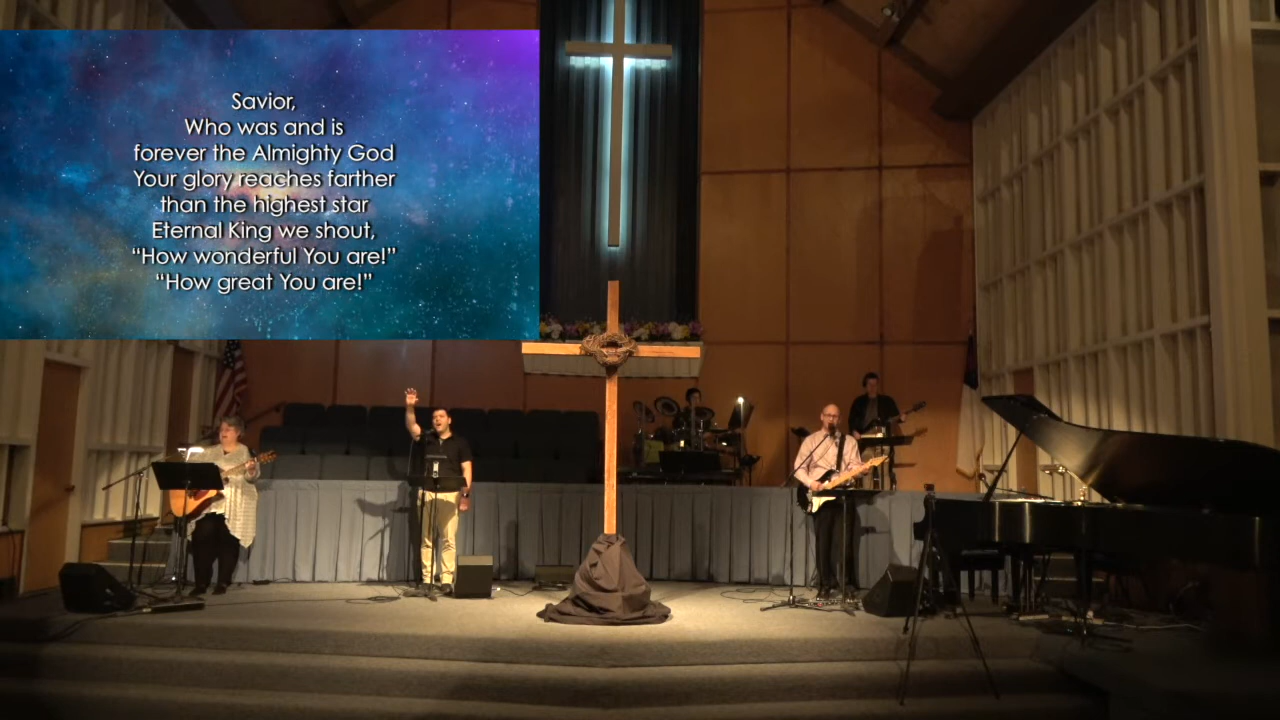 Savior,
Who was and is
forever the Almighty God
Your glory reaches farther
than the highest star
Eternal King we shout,
“How wonderful You are!”
“How great You are!”